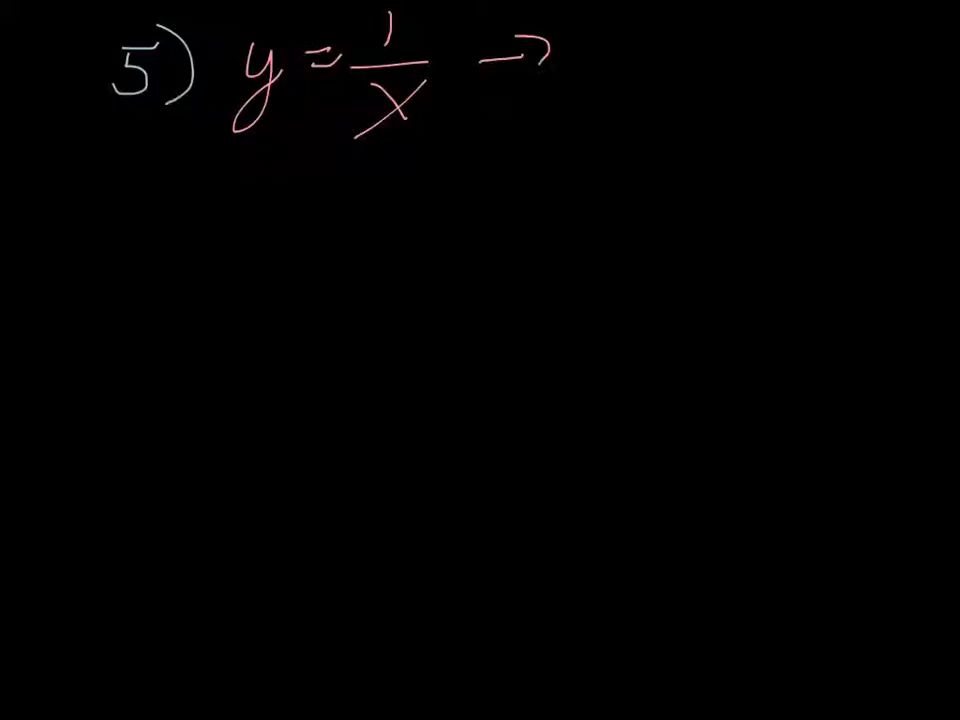 5) y = 1/x →